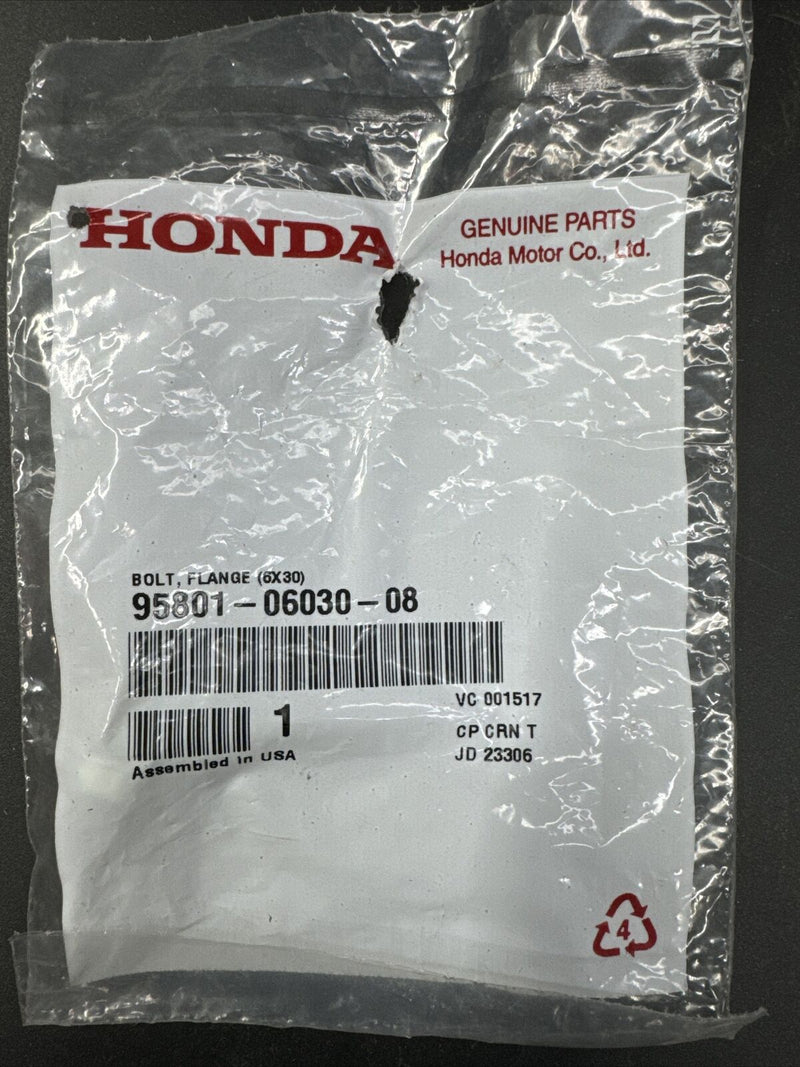 HONDA
GENUINE PARTS
Honda Motor Co., Ltd.
BOLT, FLANGE (6X30)
95801-06030-08
VC 001517
1
CP CRN T
JD 23306
Assembled in USA
4